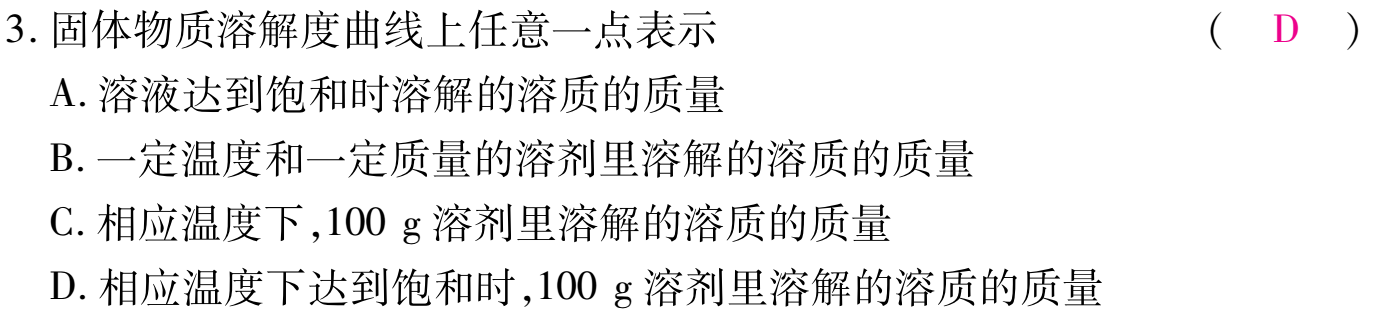 3. 固体物质溶解度曲线上任意一点表示 ( D )
A. 溶液达到饱和时溶解的溶质的质量
B. 一定温度和一定质量的溶剂里溶解的溶质的质量
C. 相应温度下,100 g 溶剂里溶解的溶质的质量
D. 相应温度下达到饱和时,100 g 溶剂里溶解的溶质的质量